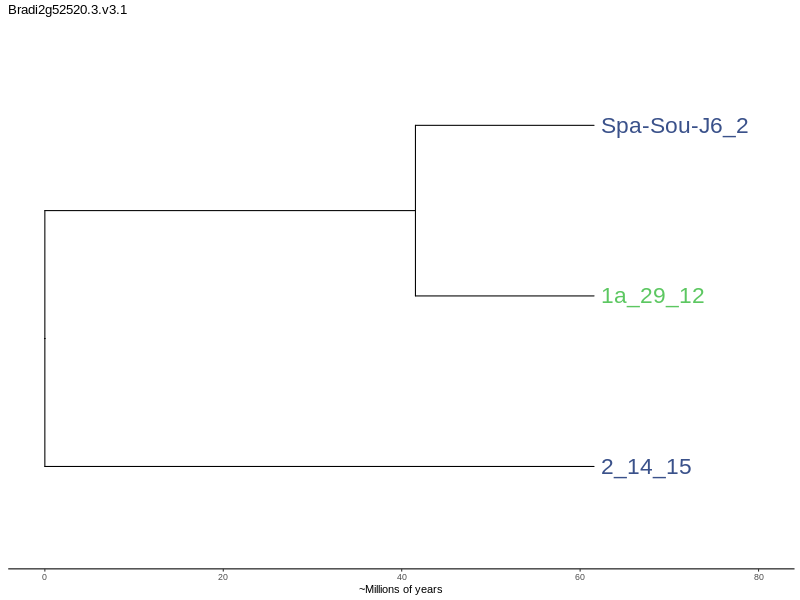 Bradi2g52520.3.v3.1
Spa-Sou-J6_2
1a_29_12
2_14_15
0 20 40 60 80
~Millions of years